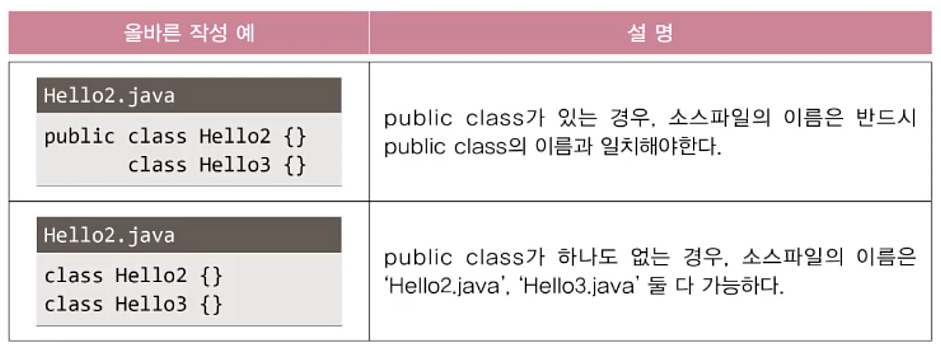 올바른 작성 예
설 명
Hello2.java
public class Hello2 {}
class Hello3 {}
public class가 있는 경우, 소스파일의 이름은 반드시
public class의 이름과 일치해야한다.
Hello2.java
class Hello2 {}
class Hello3 {}
public class가 하나도 없는 경우, 소스파일의 이름은
‘Hello2.java’, ‘Hello3.java’ 둘 다 가능하다.